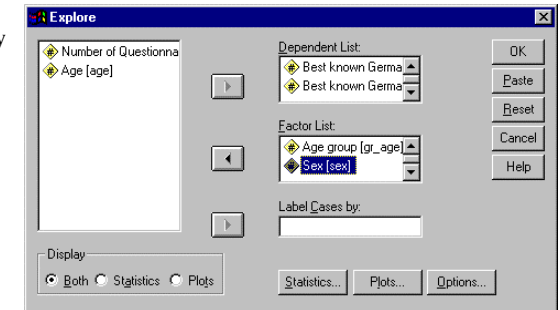 y
Explore
Number of Questionna
Age [age]
Dependent List:
Best known Germa
Best known Germa
Factor List:
Age group [gr_age]
Sex [sex]
Label Cases by:
Display
Both Statistics Plots
Statistics... Plots... Options...
OK
Paste
Reset
Cancel
Help